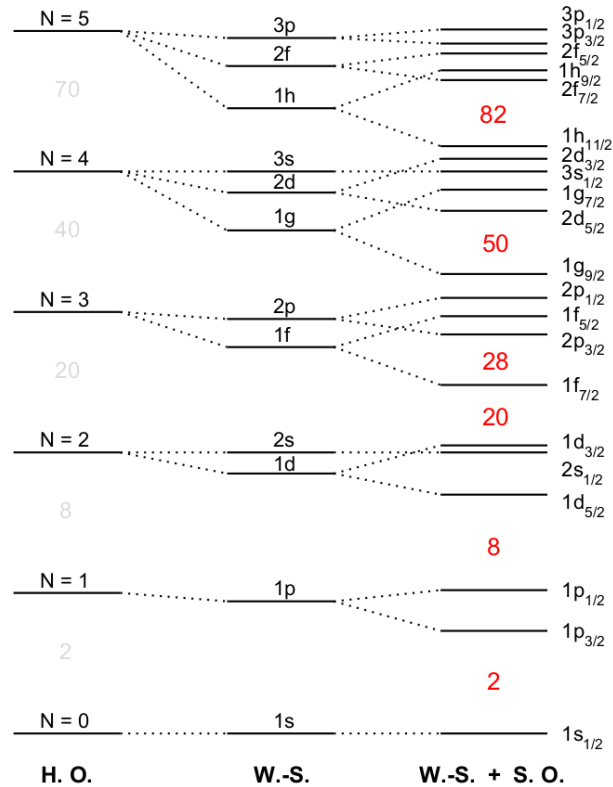 N = 5 3p 3p1/2
3p3/2
2f 2f5/2
1h9/2
70 2f7/2
1h 82
1h11/2
N = 4 3s 2d3/2
2d 3s1/2
1g7/2
40 1g 2d5/2
50
1g9/2
N = 3 2p 2p1/2
1f 1f5/2
2p3/2
20 28
1f7/2
20
N = 2 2s 1d3/2
1d 2s1/2
8 1d5/2
8
N = 1 1p 1p1/2
2 1p3/2
2
N = 0 1s 1s1/2
H. O. W.-S. W.-S. + S. O.